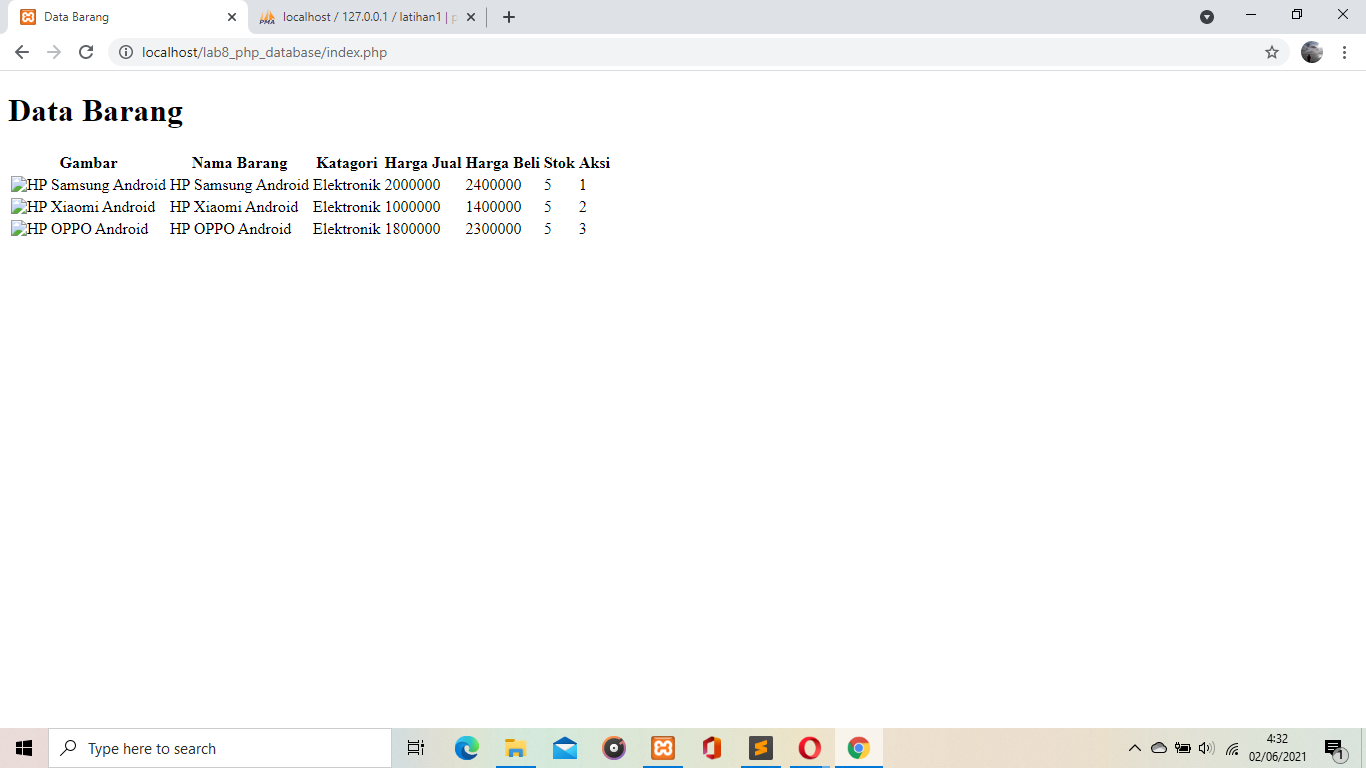 Data Barang
localhost / 127.0.0.1 / latihan1 | p
localhost/lab8_php_database/index.php
Data Barang
Gambar Nama Barang Katagori Harga Jual Harga Beli Stok Aksi
HP Samsung Android HP Samsung Android Elektronik 2000000 2400000 5 1
HP Xiaomi Android HP Xiaomi Android Elektronik 1000000 1400000 5 2
HP OPPO Android HP OPPO Android Elektronik 1800000 2300000 5 3
Type here to search
4:32
02/06/2021
1